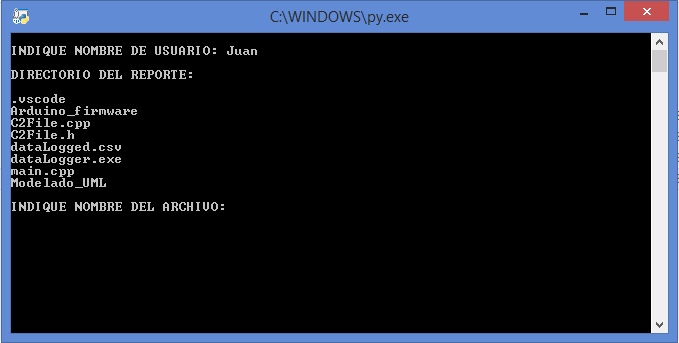 C:\WINDOWS\py.exe
INDIQUE NOMBRE DE USUARIO: Juan
DIRECTORIO DEL REPORTE:
.vscode
Arduino_firmware
C2File.cpp
C2File.h
dataLogged.csv
dataLogger.exe
main.cpp
Modelado_UML
INDIQUE NOMBRE DEL ARCHIVO: